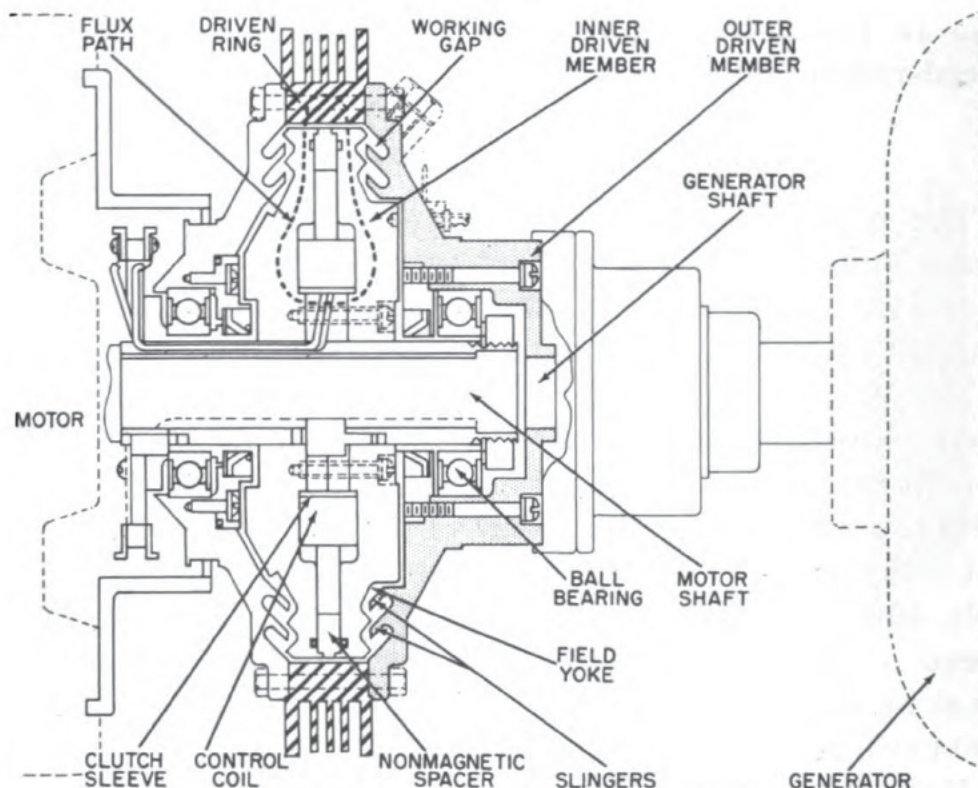 FLUX
PATH
DRIVEN
RING
WORKING
GAP
INNER
DRIVEN
MEMBER
OUTER
DRIVEN
MEMBER
GENERATOR
SHAFT
MOTOR
BALL
BEARING
MOTOR
SHAFT
FIELD
YOKE
CLUTCH
SLEEVE
CONTROL
COIL
NONMAGNETIC
SPACER
SLINGERS
GENERATOR